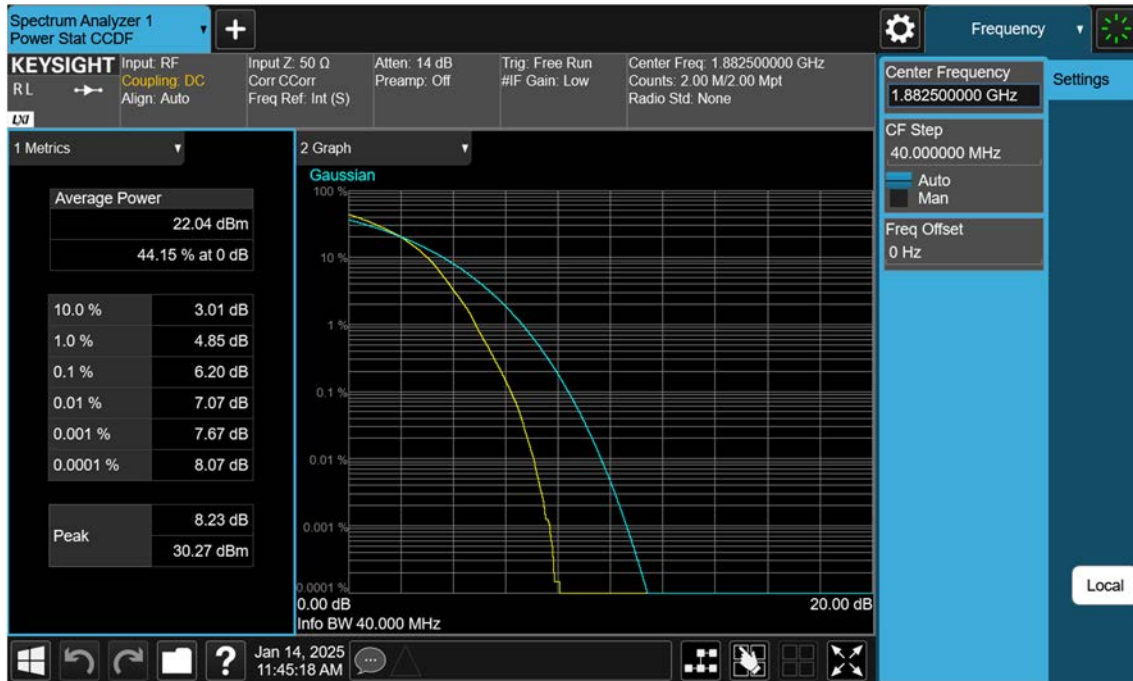 Spectrum Analyzer 1
Power Stat CCDF
+
Frequency
KEYSIGHT
RL
LXI
Input: RF
Coupling: DC
Align: Auto
Input Z: 50 Ω
Corr CCorr
Freq Ref: Int (S)
Atten: 14 dB
Preamp: Off
Trig: Free Run
#IF Gain: Low
Center Freq: 1.882500000 GHz
Counts: 2.00 M/2.00 Mpt
Radio Std: None
Center Frequency
1.882500000 GHz
Settings
CF Step
40.000000 MHz
Auto
Man
Freq Offset
0 Hz
Local
1 Metrics
Average Power
22.04 dBm
44.15 % at 0 dB
10.0 % 3.01 dB
1.0 % 4.85 dB
0.1 % 6.20 dB
0.01 % 7.07 dB
0.001 % 7.67 dB
0.0001 % 8.07 dB
Peak 8.23 dB
30.27 dBm
2 Graph
Gaussian
100 %
10 %
1 %
0.1 %
0.01 %
0.001 %
0.0001 %
0.00 dB 20.00 dB
Info BW 40.000 MHz
?
Jan 14, 2025
11:45:18 AM